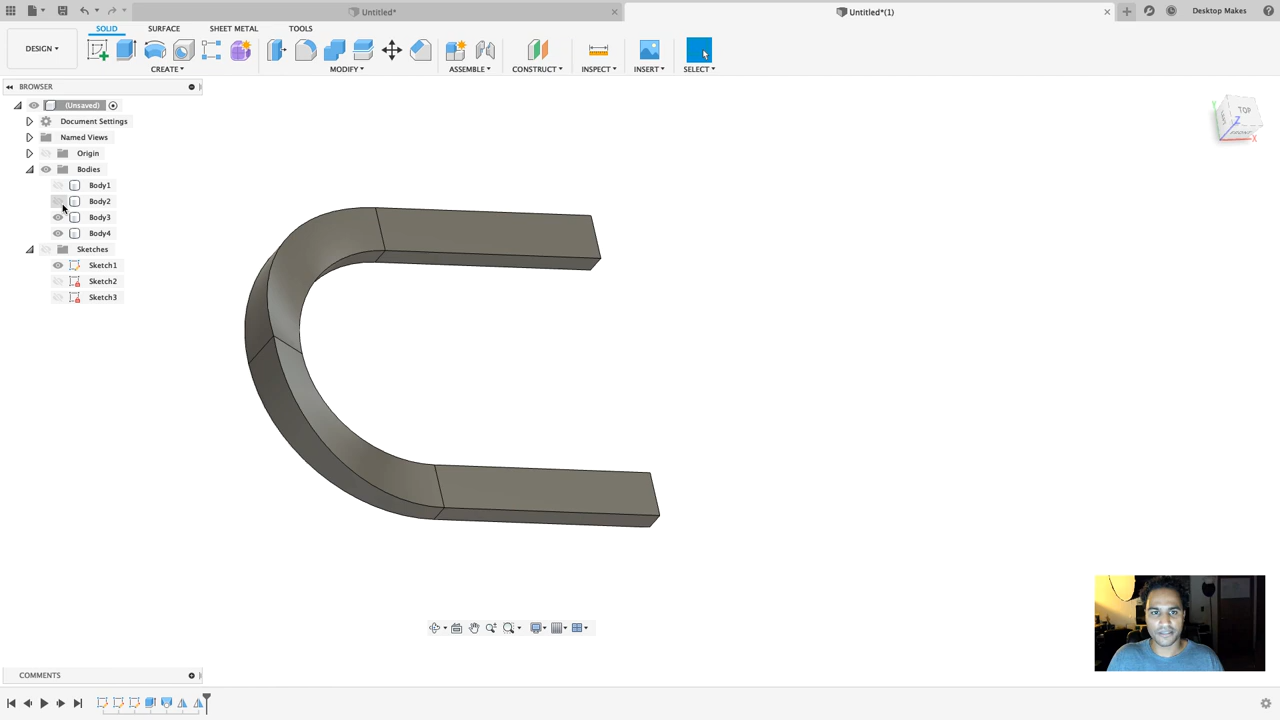 Untitled*
Untitled*(1)
Desktop Makes
DESIGN
SOLID
SURFACE
SHEET METAL
TOOLS
CREATE
MODIFY
ASSEMBLE
CONSTRUCT
INSPECT
INSERT
SELECT
BROWSER
(Unsaved)
Document Settings
Named Views
Origin
Bodies
Body1
Body2
Body3
Body4
Sketches
Sketch1
Sketch2
Sketch3
TOP
Y
Z
X
COMMENTS